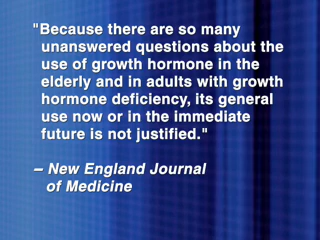 "Because there are so many
unanswered questions about the
use of growth hormone in the
elderly and in adults with growth
hormone deficiency, its general
use now or in the immediate
future is not justified."
– New England Journal
of Medicine